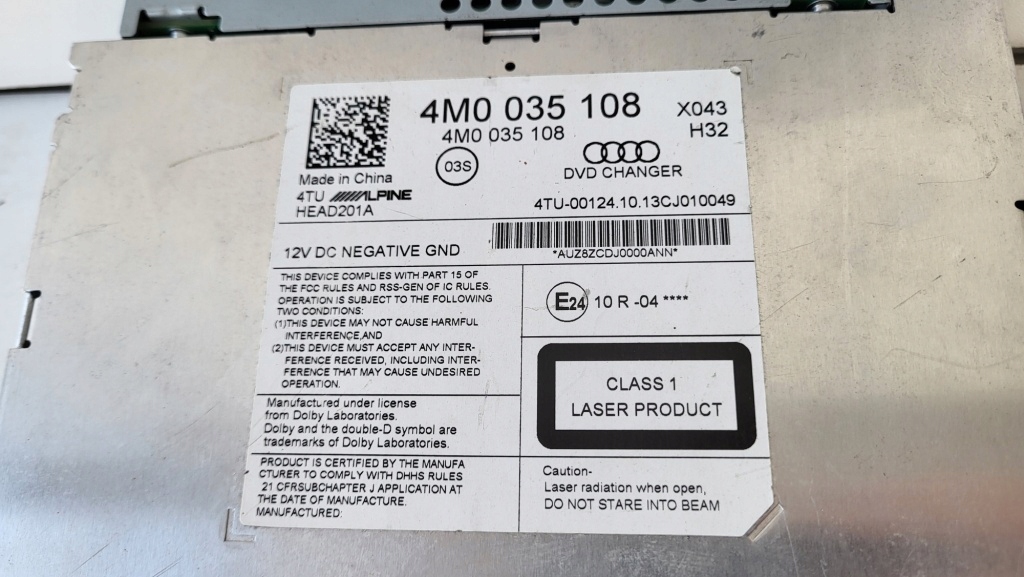 4M0 035 108
4M0 035 108
X043
H32
03S
DVD CHANGER
Made in China
4TU ALPINE
HEAD201A
4TU-00124.10.13CJ010049
12V DC NEGATIVE GND
*AUZ8ZCDJ0000ANN*
THIS DEVICE COMPLIES WITH PART 15 OF
THE FCC RULES AND RSS-GEN OF IC RULES.
OPERATION IS SUBJECT TO THE FOLLOWING
TWO CONDITIONS:
(1)THIS DEVICE MAY NOT CAUSE HARMFUL
INTERFERENCE,AND
(2)THIS DEVICE MUST ACCEPT ANY INTER-
FERENCE RECEIVED, INCLUDING INTER-
FERENCE THAT MAY CAUSE UNDESIRED
OPERATION.
E24 10 R -04 ****
CLASS 1
LASER PRODUCT
Manufactured under license
from Dolby Laboratories.
Dolby and the double-D symbol are
trademarks of Dolby Laboratories.
PRODUCT IS CERTIFIED BY THE MANUFA
CTURER TO COMPLY WITH DHHS RULES
21 CFRSUBCHAPTER J APPLICATION AT
THE DATE OF MANUFACTURE.
MANUFACTURED:
Caution-
Laser radiation when open,
DO NOT STARE INTO BEAM